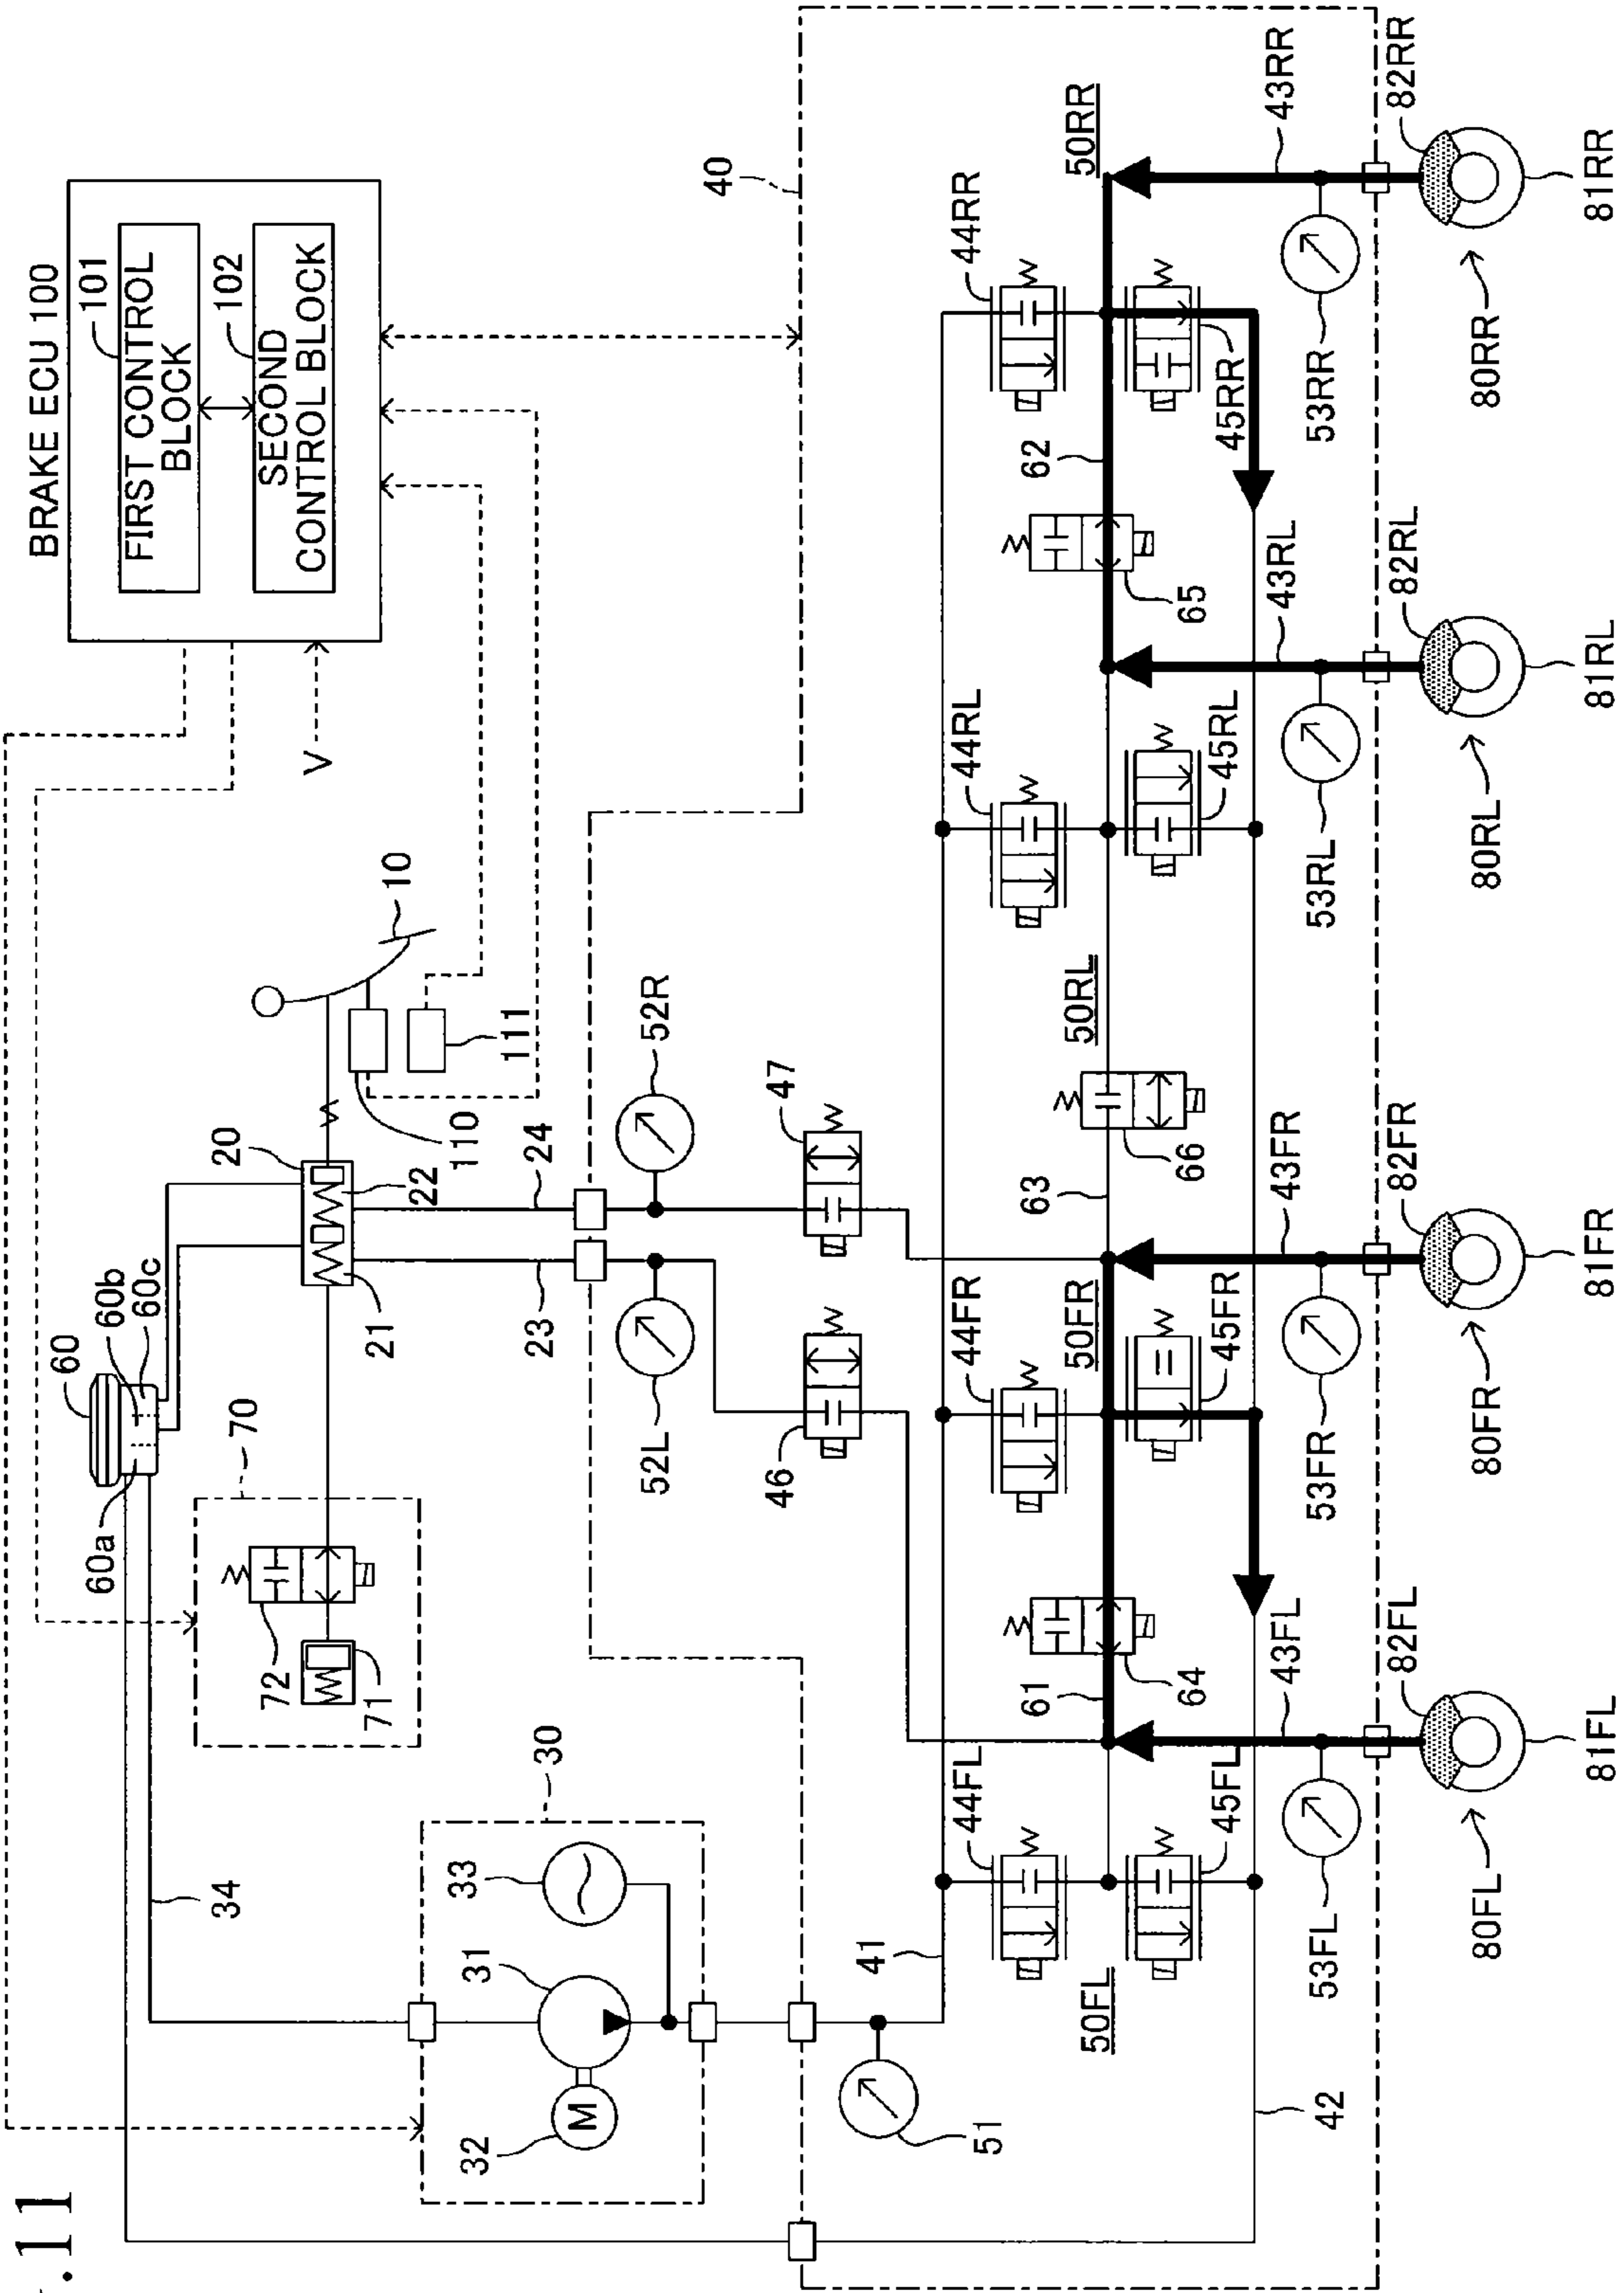 .11
BRAKE ECU 100
FIRST CONTROL
BLOCK
101
SECOND
CONTROL BLOCK
102
V
60
60a
60b
60c
34
70
72
71
20
21
22
23
24
110
111
10
40
30
31
32
M
33
52L
52R
46
47
51
41
42
50FL
50FR
50RL
50RR
44FL
44FR
44RL
44RR
45FL
45FR
45RL
45RR
61
62
63
64
65
66
43FL
43FR
43RL
43RR
53FL
53FR
53RL
53RR
82FL
82FR
82RL
82RR
80FL
80FR
80RL
80RR
81FL
81FR
81RL
81RR